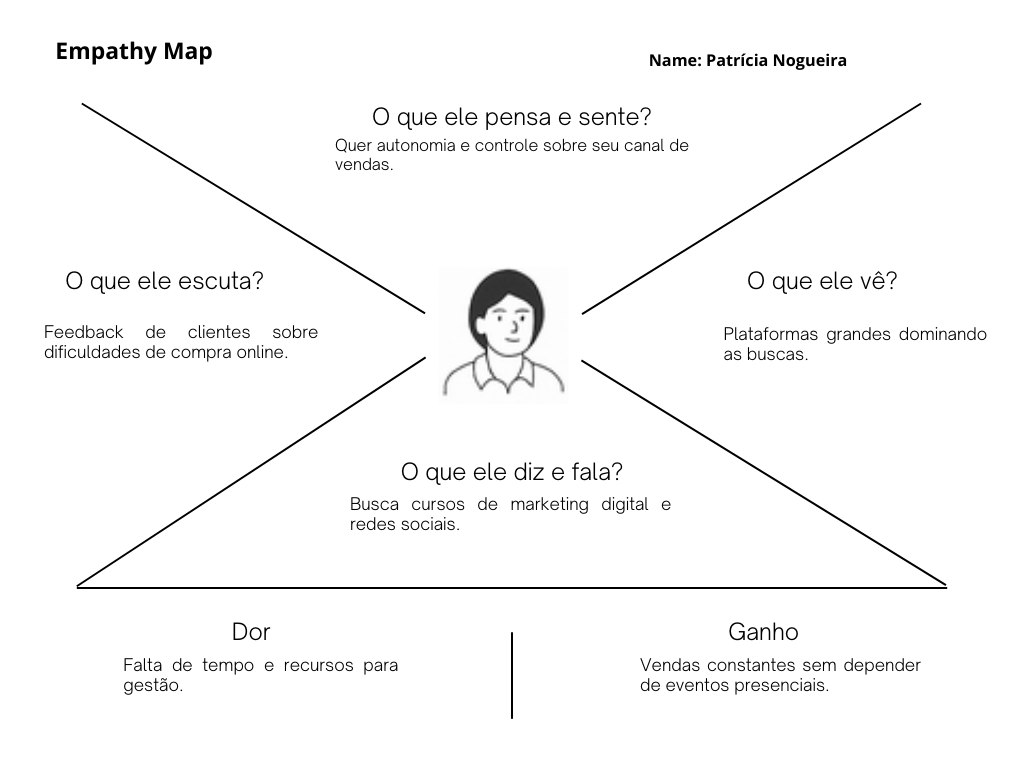 Empathy Map
Name: Patrícia Nogueira
O que ele pensa e sente?
Quer autonomia e controle sobre seu canal de
vendas.
O que ele escuta?
Feedback de clientes sobre
dificuldades de compra online.
O que ele vê?
Plataformas grandes dominando
as buscas.
O que ele diz e fala?
Busca cursos de marketing digital e
redes sociais.
Dor
Falta de tempo e recursos para
gestão.
Ganho
Vendas constantes sem depender
de eventos presenciais.